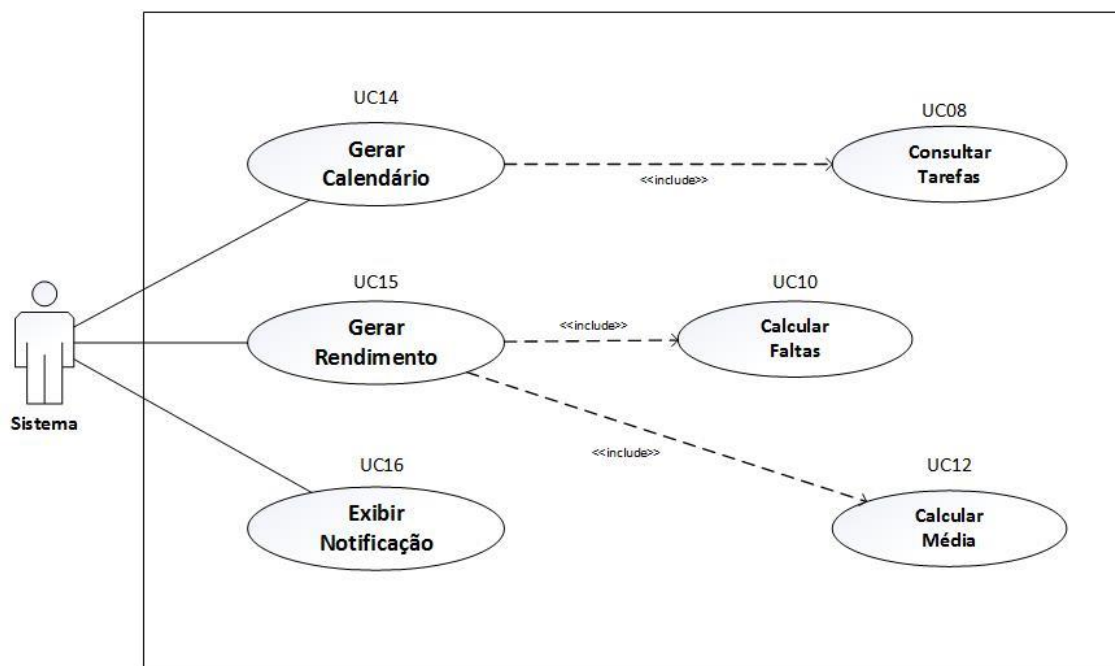 UC14
Gerar
Calendário
<<include>>
UC08
Consultar
Tarefas
Sistema
UC15
Gerar
Rendimento
<<include>>
UC10
Calcular
Faltas
<<include>>
UC16
Exibir
Notificação
UC12
Calcular
Média